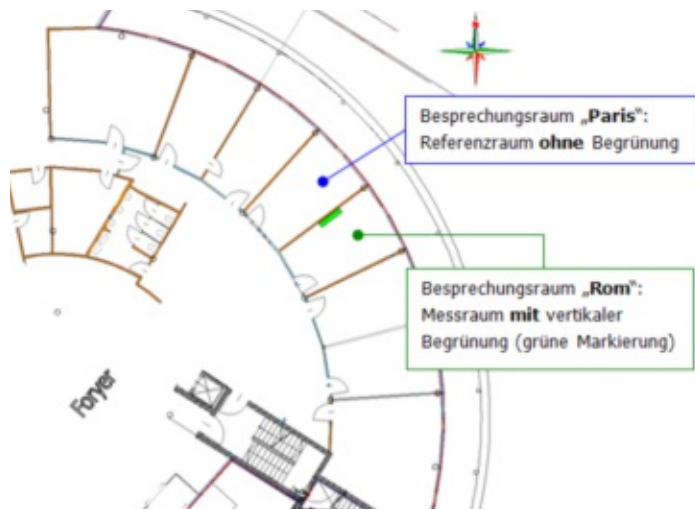 Besprechungsraum „Paris“:
Referenzraum ohne Begrünung
Besprechungsraum „Rom“:
Messraum mit vertikaler
Begrünung (grüne Markierung)
Foryer